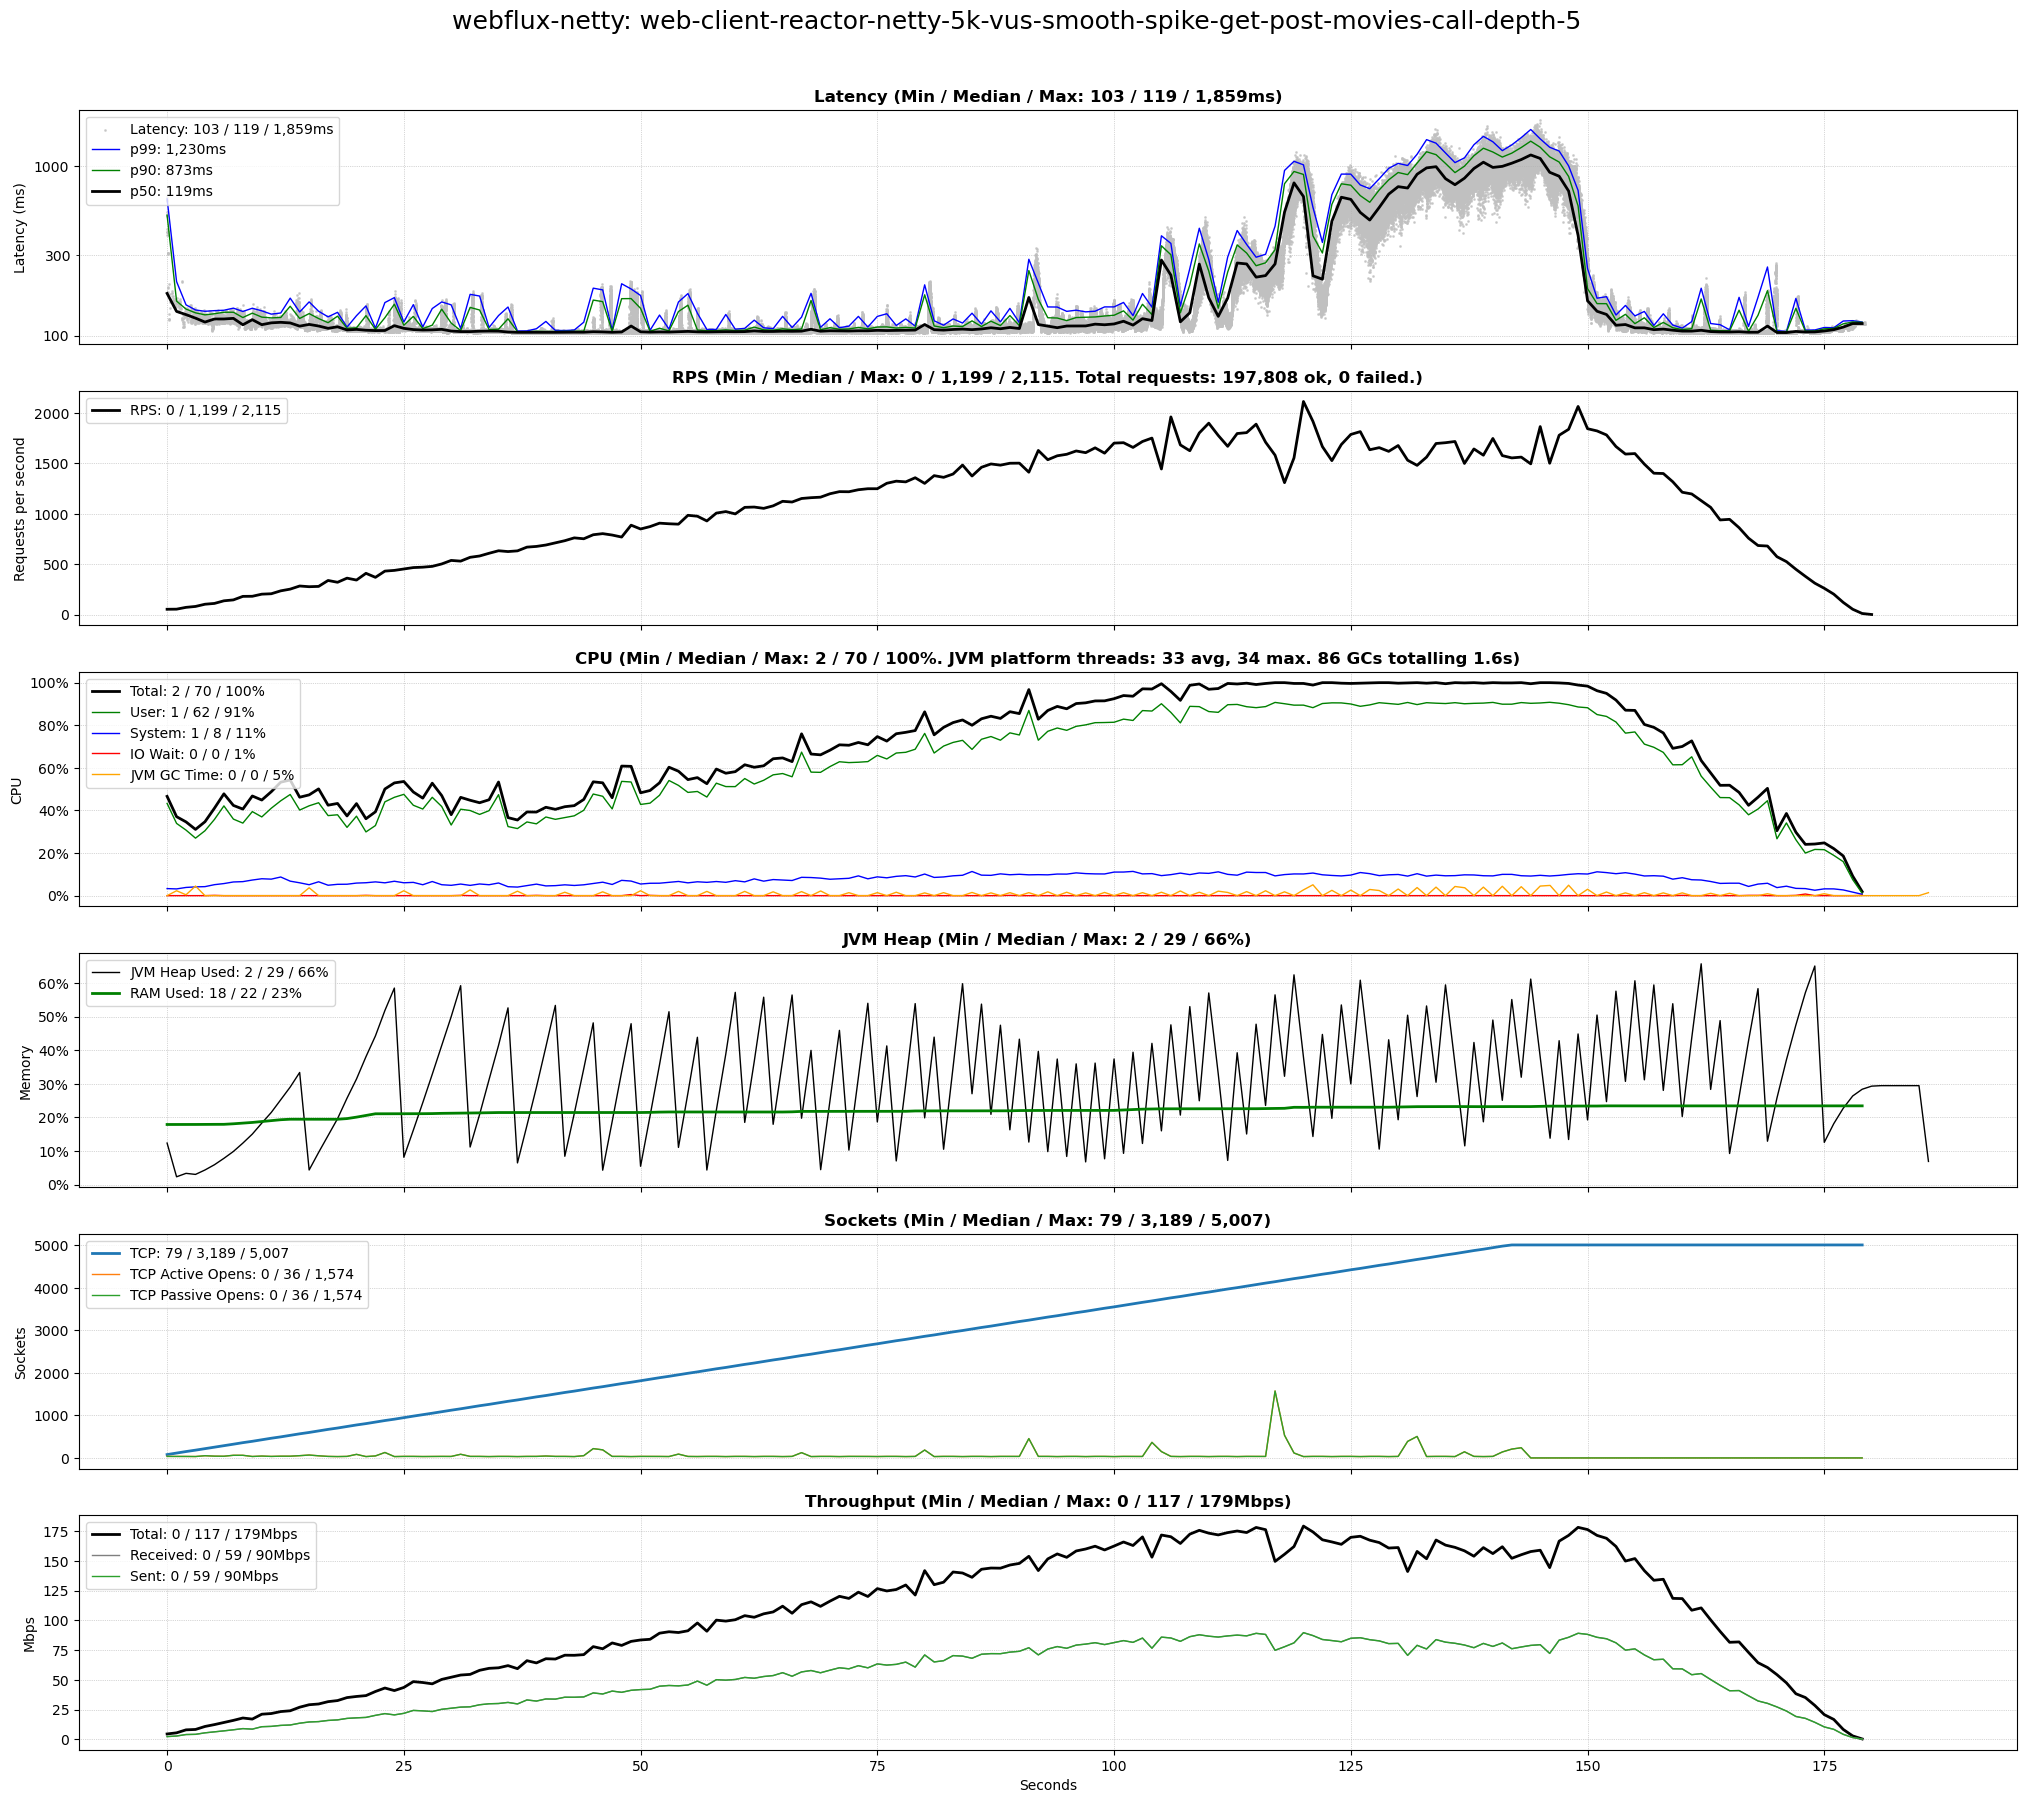 webflux-netty: web-client-reactor-netty-5k-vus-smooth-spike-get-post-movies-call-depth-5
Latency (Min / Median / Max: 103 / 119 / 1,859ms)
Latency: 103 / 119 / 1,859ms
p99: 1,230ms
p90: 873ms
p50: 119ms
Latency (ms)
1000
300
100
RPS (Min / Median / Max: 0 / 1,199 / 2,115. Total requests: 197,808 ok, 0 failed.)
RPS: 0 / 1,199 / 2,115
Requests per second
2000
1500
1000
500
0
CPU (Min / Median / Max: 2 / 70 / 100%. JVM platform threads: 33 avg, 34 max. 86 GCs totalling 1.6s)
Total: 2 / 70 / 100%
User: 1 / 62 / 91%
System: 1 / 8 / 11%
IO Wait: 0 / 0 / 1%
JVM GC Time: 0 / 0 / 5%
CPU
100%
80%
60%
40%
20%
0%
JVM Heap (Min / Median / Max: 2 / 29 / 66%)
JVM Heap Used: 2 / 29 / 66%
RAM Used: 18 / 22 / 23%
Memory
60%
50%
40%
30%
20%
10%
0%
Sockets (Min / Median / Max: 79 / 3,189 / 5,007)
TCP: 79 / 3,189 / 5,007
TCP Active Opens: 0 / 36 / 1,574
TCP Passive Opens: 0 / 36 / 1,574
Sockets
5000
4000
3000
2000
1000
0
Throughput (Min / Median / Max: 0 / 117 / 179Mbps)
Total: 0 / 117 / 179Mbps
Received: 0 / 59 / 90Mbps
Sent: 0 / 59 / 90Mbps
Mbps
175
150
125
100
75
50
25
0
0 25 50 75 100 125 150 175
Seconds